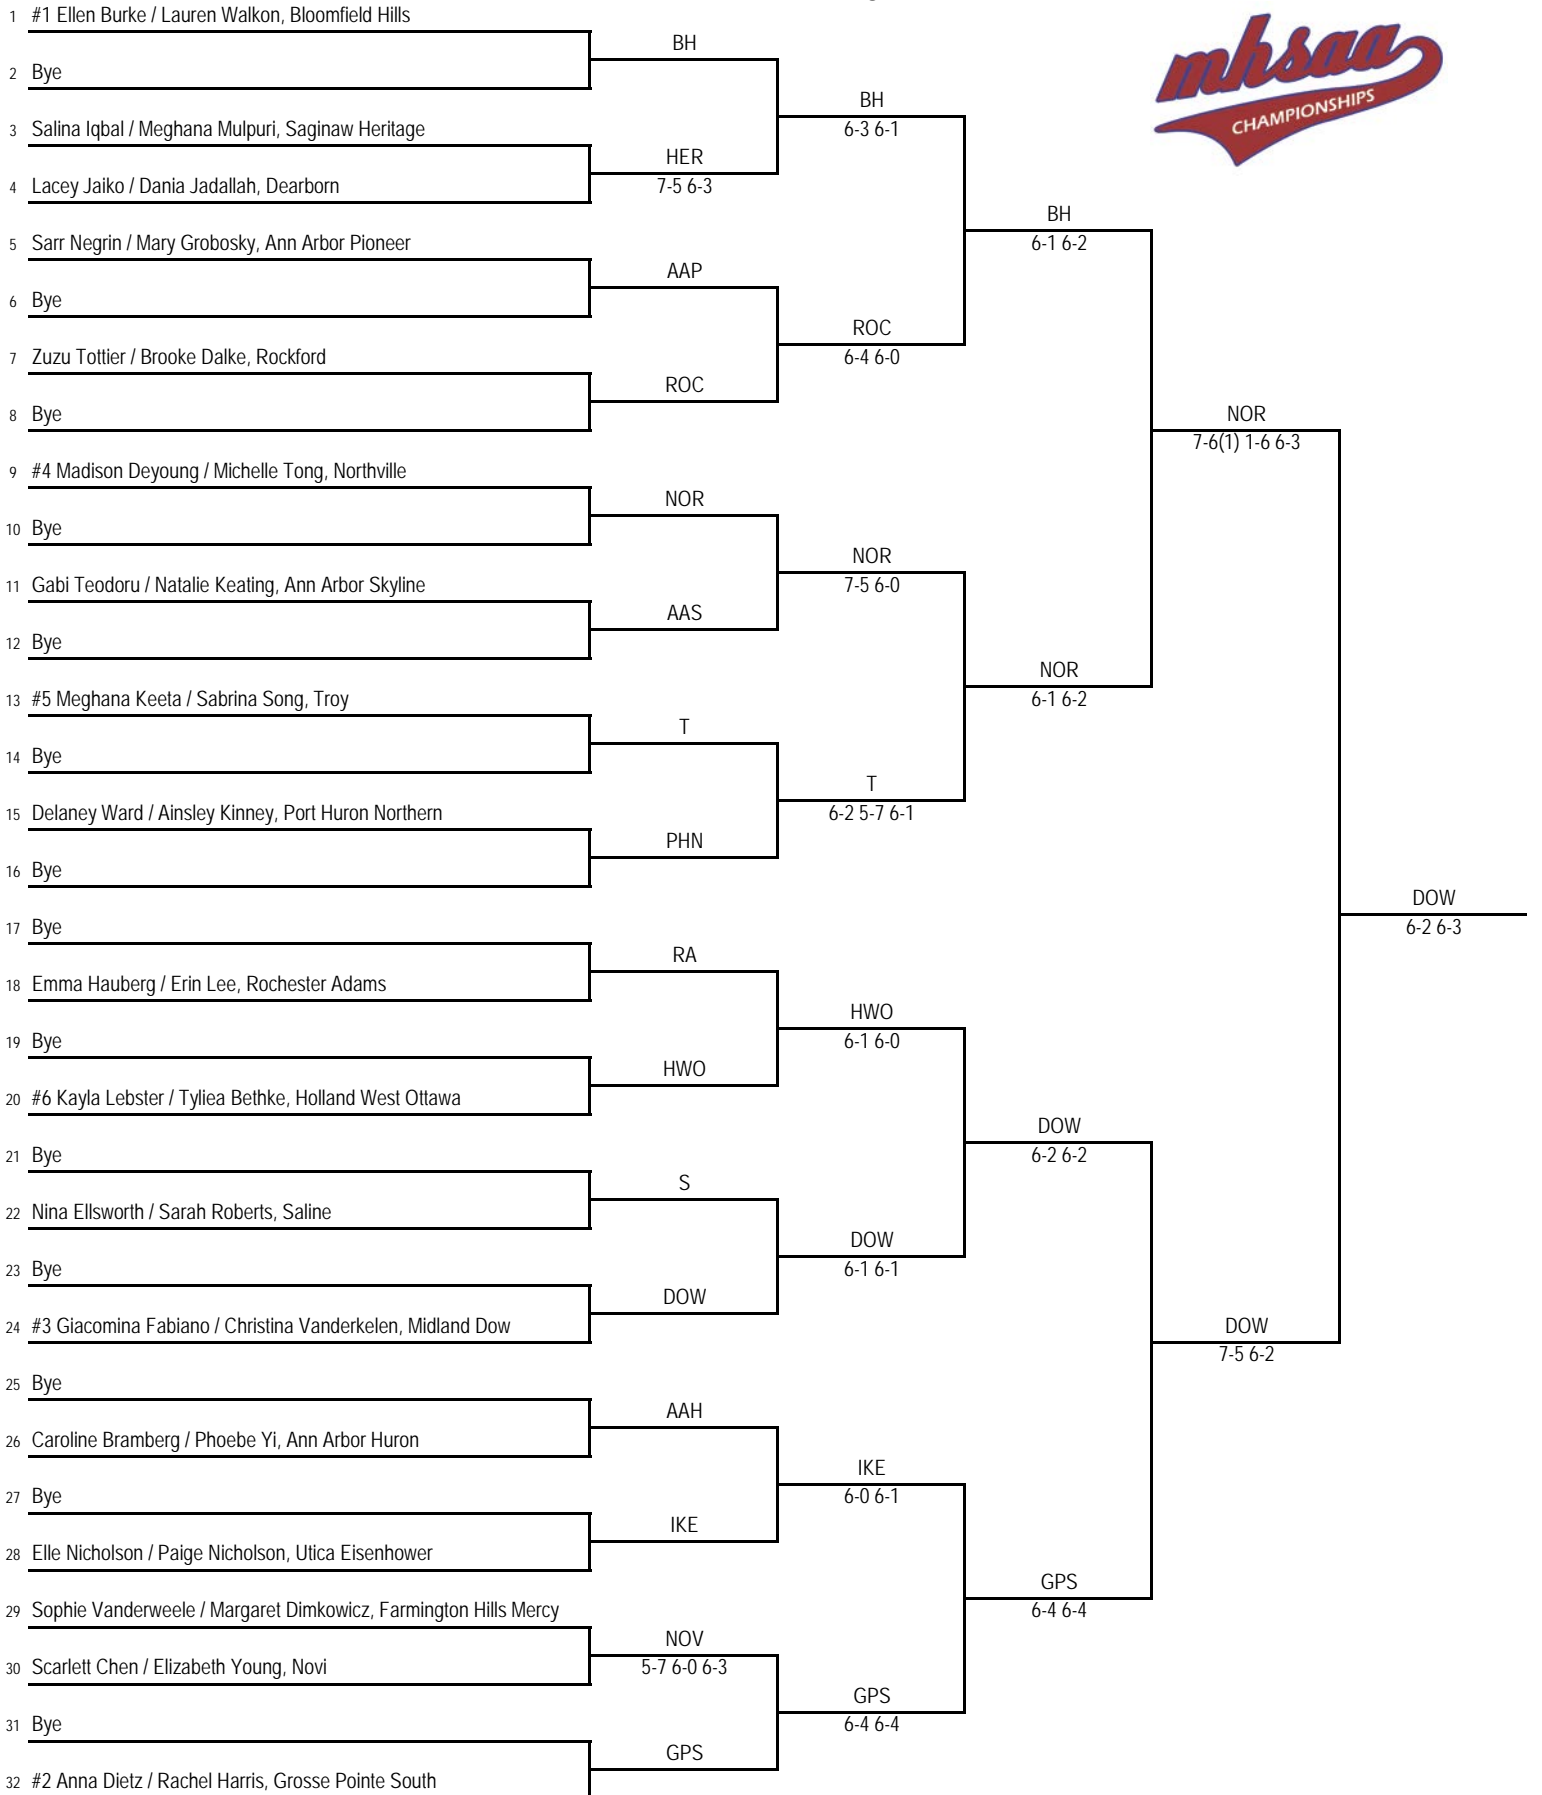 1 #1 Ellen Burke / Lauren Walkon, Bloomfield Hills
BH
2 Bye
BH
6-3 6-1
3 Salina Iqbal / Meghana Mulpuri, Saginaw Heritage
HER
7-5 6-3
4 Lacey Jaiko / Dania Jadallah, Dearborn
BH
6-1 6-2
5 Sarr Negrin / Mary Grobosky, Ann Arbor Pioneer
AAP
6 Bye
ROC
6-4 6-0
7 Zuzu Tottier / Brooke Dalke, Rockford
ROC
8 Bye
NOR
7-6(1) 1-6 6-3
9 #4 Madison Deyoung / Michelle Tong, Northville
NOR
10 Bye
NOR
7-5 6-0
11 Gabi Teodoru / Natalie Keating, Ann Arbor Skyline
AAS
12 Bye
NOR
6-1 6-2
13 #5 Meghana Keeta / Sabrina Song, Troy
T
14 Bye
T
6-2 5-7 6-1
15 Delaney Ward / Ainsley Kinney, Port Huron Northern
PHN
16 Bye
DOW
6-2 6-3
17 Bye
RA
18 Emma Hauberg / Erin Lee, Rochester Adams
HWO
6-1 6-0
19 Bye
HWO
20 #6 Kayla Lebster / Tyliea Bethke, Holland West Ottawa
DOW
6-2 6-2
21 Bye
S
22 Nina Ellsworth / Sarah Roberts, Saline
DOW
6-1 6-1
23 Bye
DOW
24 #3 Giacomina Fabiano / Christina Vanderkelen, Midland Dow
DOW
7-5 6-2
25 Bye
AAH
26 Caroline Bramberg / Phoebe Yi, Ann Arbor Huron
IKE
6-0 6-1
27 Bye
IKE
28 Elle Nicholson / Paige Nicholson, Utica Eisenhower
GPS
6-4 6-4
29 Sophie Vanderweele / Margaret Dimkowicz, Farmington Hills Mercy
NOV
5-7 6-0 6-3
30 Scarlett Chen / Elizabeth Young, Novi
GPS
6-4 6-4
31 Bye
GPS
32 #2 Anna Dietz / Rachel Harris, Grosse Pointe South
mhsaa
CHAMPIONSHIPS